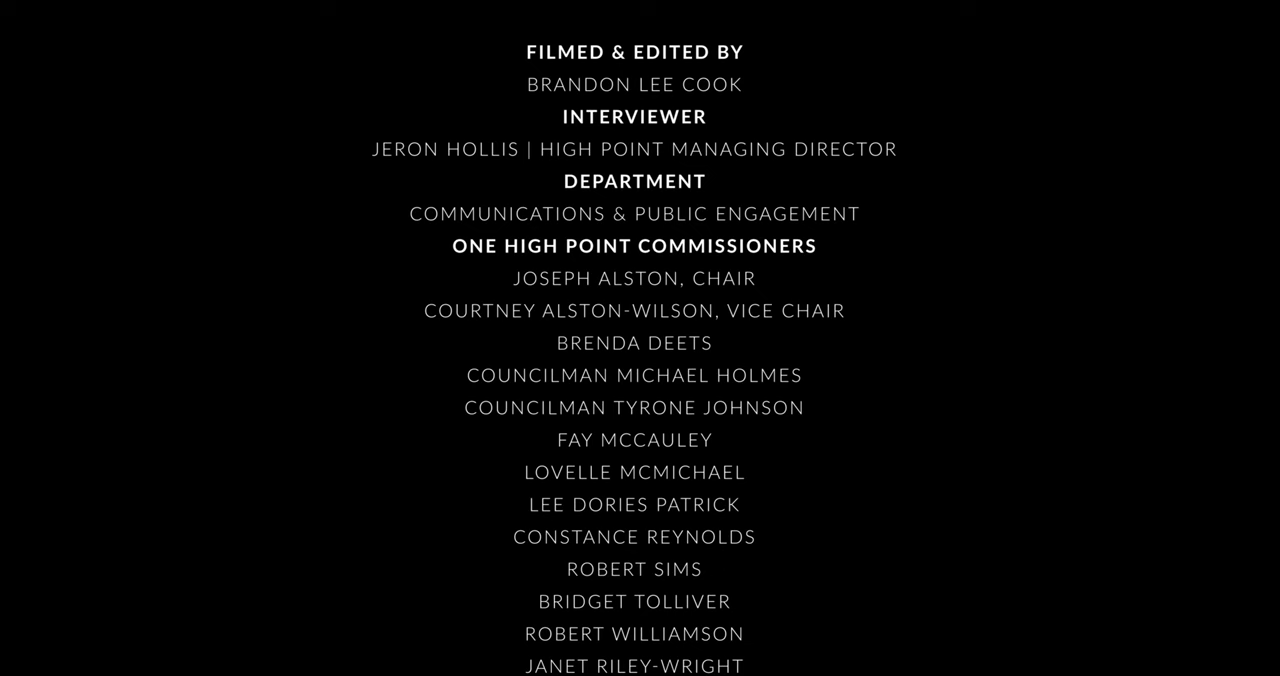 FILMED & EDITED BY
BRANDON LEE COOK
INTERVIEWER
JERON HOLLIS | HIGH POINT MANAGING DIRECTOR
DEPARTMENT
COMMUNICATIONS & PUBLIC ENGAGEMENT
ONE HIGH POINT COMMISSIONERS
JOSEPH ALSTON, CHAIR
COURTNEY ALSTON-WILSON, VICE CHAIR
BRENDA DEETS
COUNCILMAN MICHAEL HOLMES
COUNCILMAN TYRONE JOHNSON
FAY MCCAULEY
LOVELLE MCMICHAEL
LEE DORIES PATRICK
CONSTANCE REYNOLDS
ROBERT SIMS
BRIDGET TOLLIVER
ROBERT WILLIAMSON
JANET RILEY-WRIGHT